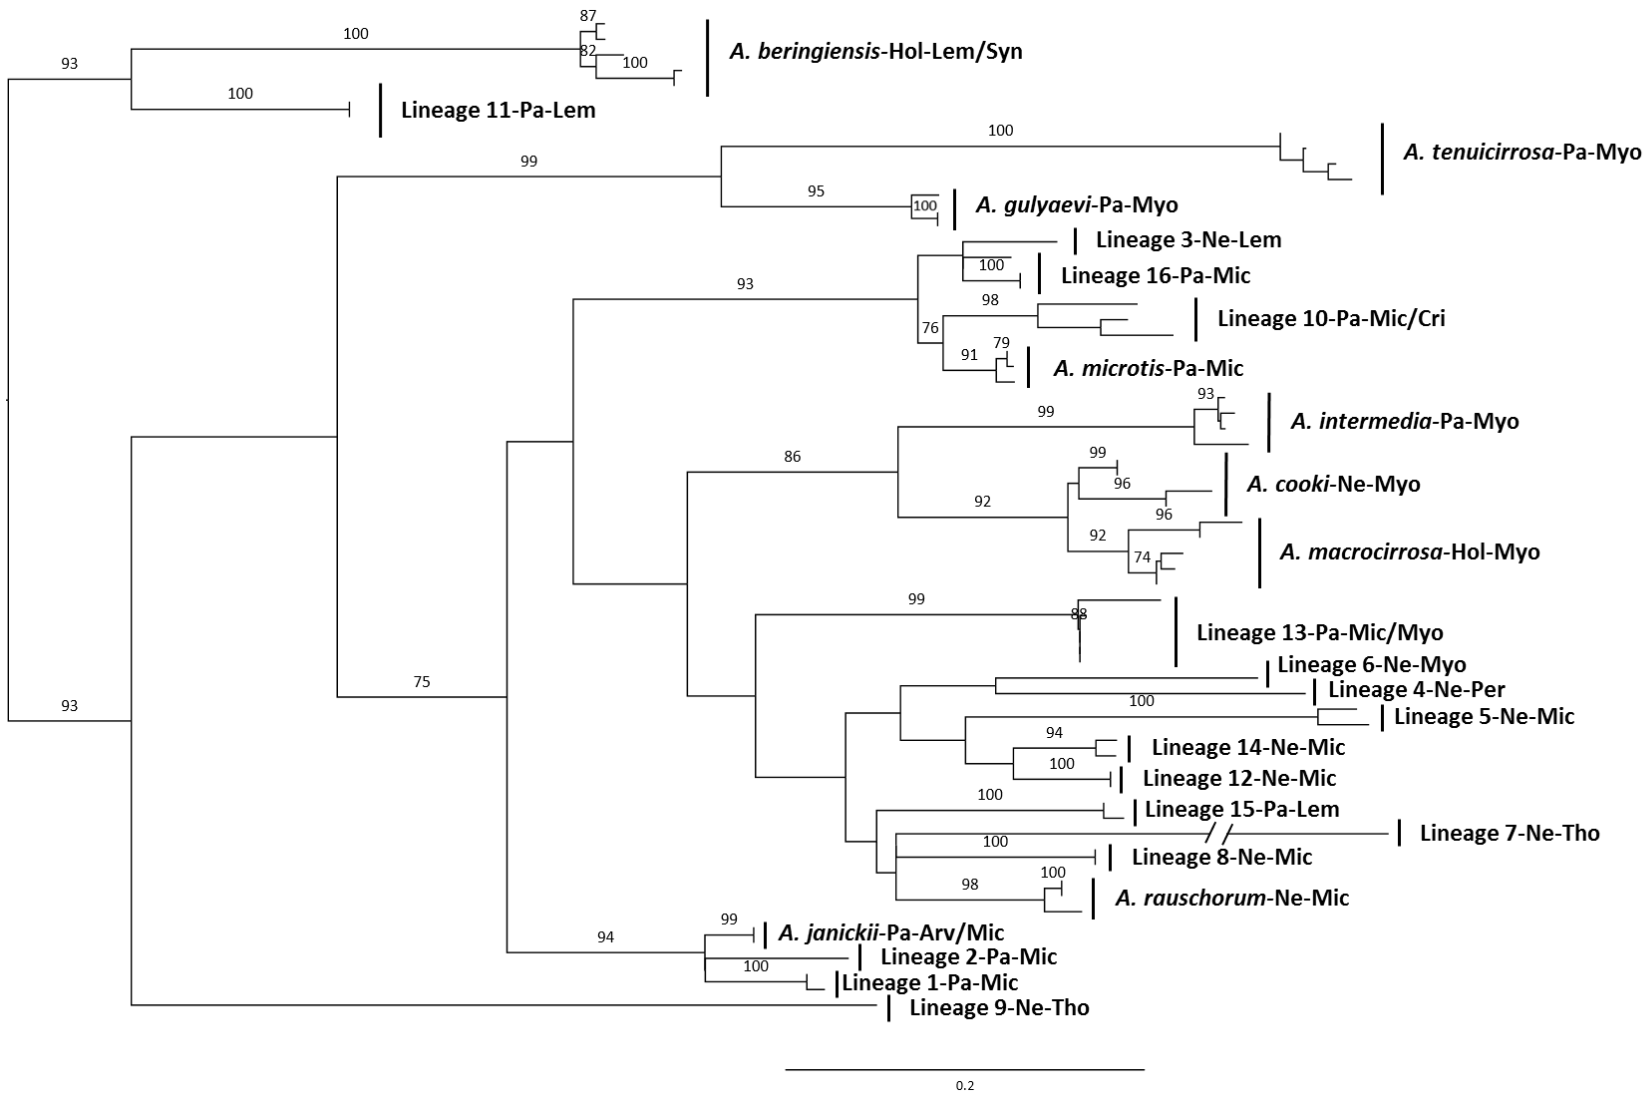 87
100
82
A. beringiensis-Hol-Lem/Syn
93
100
100
Lineage 11-Pa-Lem
100
A. tenuicirrosa-Pa-Myo
99
95
100
A. gulyaevi-Pa-Myo
Lineage 3-Ne-Lem
100
Lineage 16-Pa-Mic
93
98
Lineage 10-Pa-Mic/Cri
76
79
91
A. microtis-Pa-Mic
93
99
A. intermedia-Pa-Myo
86
99
96
A. cooki-Ne-Myo
92
96
92
A. macrocirrosa-Hol-Myo
74
99
88
Lineage 13-Pa-Mic/Myo
Lineage 6-Ne-Myo
75
Lineage 4-Ne-Per
100
93
Lineage 5-Ne-Mic
94
Lineage 14-Ne-Mic
100
Lineage 12-Ne-Mic
100
Lineage 15-Pa-Lem
Lineage 7-Ne-Tho
100
Lineage 8-Ne-Mic
100
98
A. rauschorum-Ne-Mic
99
A. janickii-Pa-Arv/Mic
94
Lineage 2-Pa-Mic
100
Lineage 1-Pa-Mic
Lineage 9-Ne-Tho
0.2